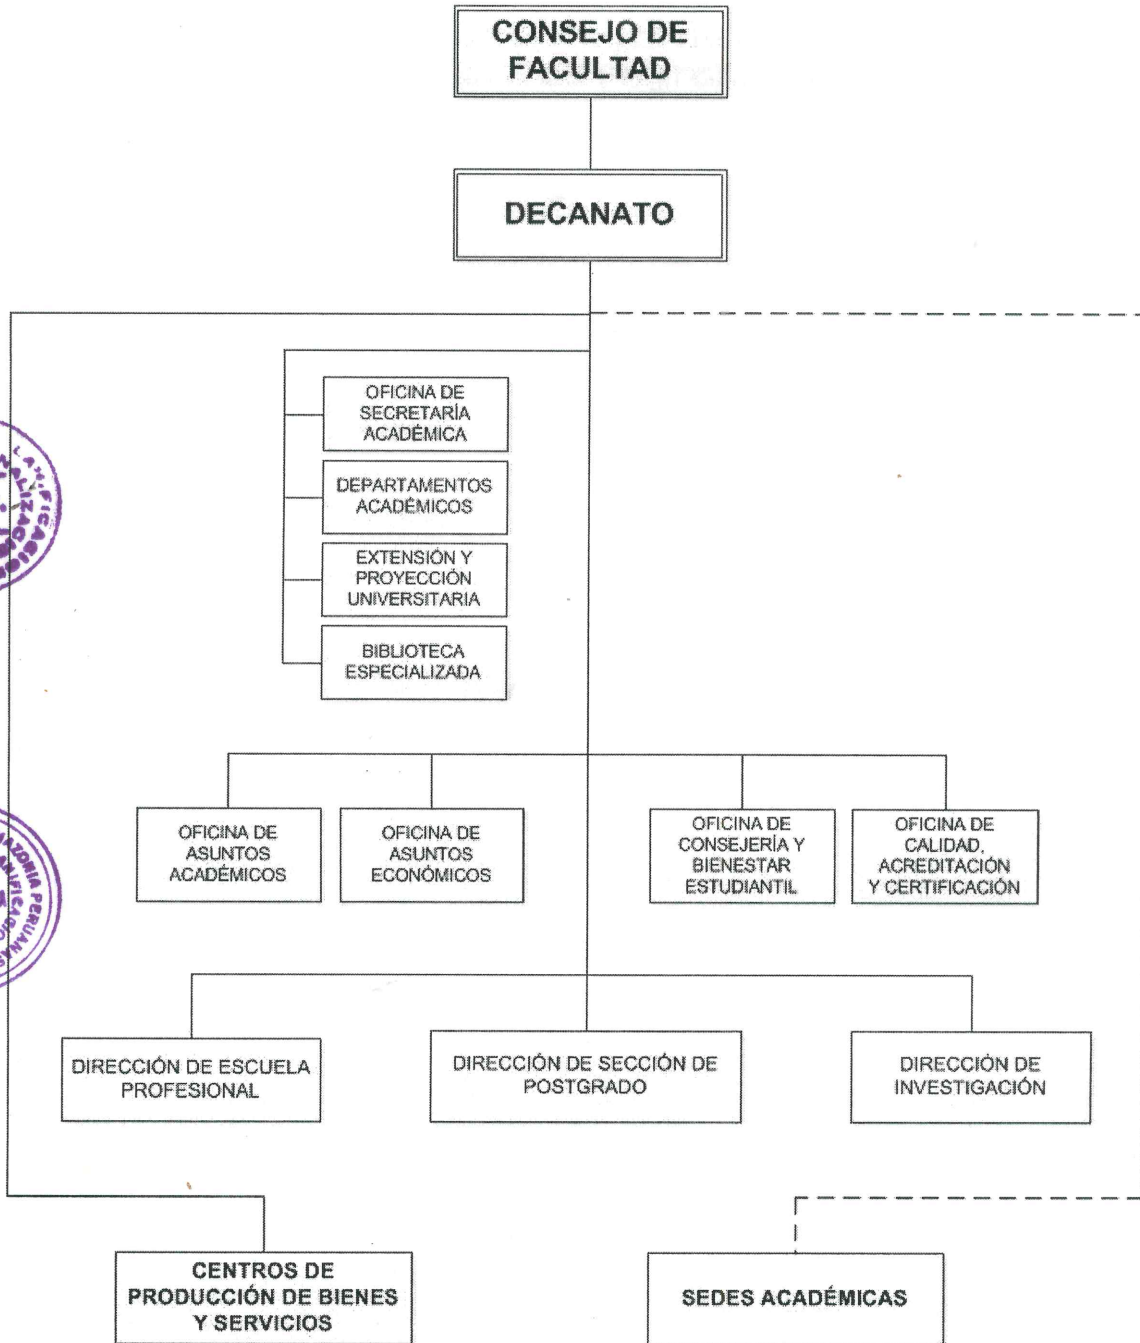 CONSEJO DE
FACULTAD
DECANATO
OFICINA DE
SECRETARÍA
ACADÉMICA
DEPARTAMENTOS
ACADÉMICOS
EXTENSIÓN Y
PROYECCIÓN
UNIVERSITARIA
BIBLIOTECA
ESPECIALIZADA
OFICINA DE
ASUNTOS
ACADÉMICOS
OFICINA DE
ASUNTOS
ECONÓMICOS
OFICINA DE
CONSEJERÍA Y
BIENESTAR
ESTUDIANTIL
OFICINA DE
CALIDAD,
ACREDITACIÓN
Y CERTIFICACIÓN
PERUANA
DIRECCIÓN DE ESCUELA
PROFESIONAL
DIRECCIÓN DE SECCIÓN DE
POSTGRADO
DIRECCIÓN DE
INVESTIGACIÓN
CENTROS DE
PRODUCCIÓN DE BIENES
Y SERVICIOS
SEDES ACADÉMICAS